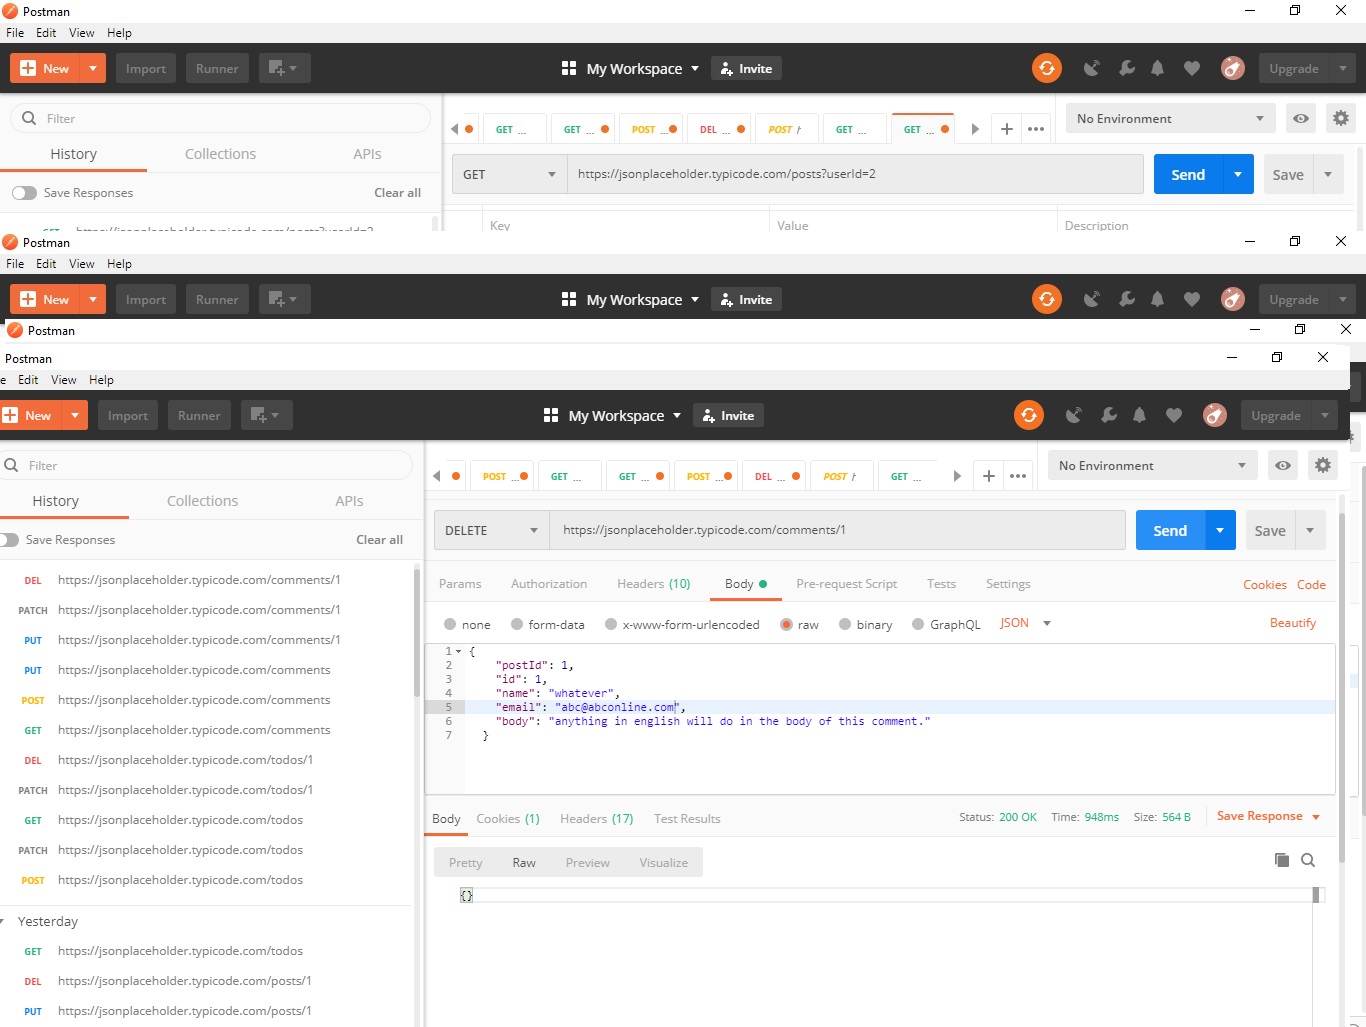 Postman
File Edit View Help
New Import Runner My Workspace Invite Upgrade
Filter
GET ... GET ... POST ... DEL ... POST GET ... GET ... No Environment
History Collections APIs
GET https://jsonplaceholder.typicode.com/posts?userId=2 Send Save
Save Responses Clear all
Key Value Description
GET https://jsonplaceholder.typicode.com/posts?userId=2
Postman
File Edit View Help
New Import Runner My Workspace Invite Upgrade
Postman
Postman
e Edit View Help
New Import Runner My Workspace Invite Upgrade
Filter
POST ... GET ... GET ... POST ... DEL ... POST GET ... No Environment
History Collections APIs
DELETE https://jsonplaceholder.typicode.com/comments/1 Send Save
Save Responses Clear all
DEL https://jsonplaceholder.typicode.com/comments/1
PATCH https://jsonplaceholder.typicode.com/comments/1
PUT https://jsonplaceholder.typicode.com/comments/1
PUT https://jsonplaceholder.typicode.com/comments
POST https://jsonplaceholder.typicode.com/comments
GET https://jsonplaceholder.typicode.com/comments
DEL https://jsonplaceholder.typicode.com/todos/1
PATCH https://jsonplaceholder.typicode.com/todos/1
GET https://jsonplaceholder.typicode.com/todos
PATCH https://jsonplaceholder.typicode.com/todos
POST https://jsonplaceholder.typicode.com/todos
Yesterday
GET https://jsonplaceholder.typicode.com/todos
DEL https://jsonplaceholder.typicode.com/posts/1
PUT https://jsonplaceholder.typicode.com/posts/1
Params Authorization Headers (10) Body Pre-request Script Tests Settings Cookies Code
none form-data x-www-form-urlencoded raw binary GraphQL JSON Beautify
1 {
2 "postId": 1,
3 "id": 1,
4 "name": "whatever",
5 "email": "abc@abconline.com",
6 "body": "anything in english will do in the body of this comment."
7 }
Body Cookies (1) Headers (17) Test Results Status: 200 OK Time: 948ms Size: 564 B Save Response
Pretty Raw Preview Visualize
{}